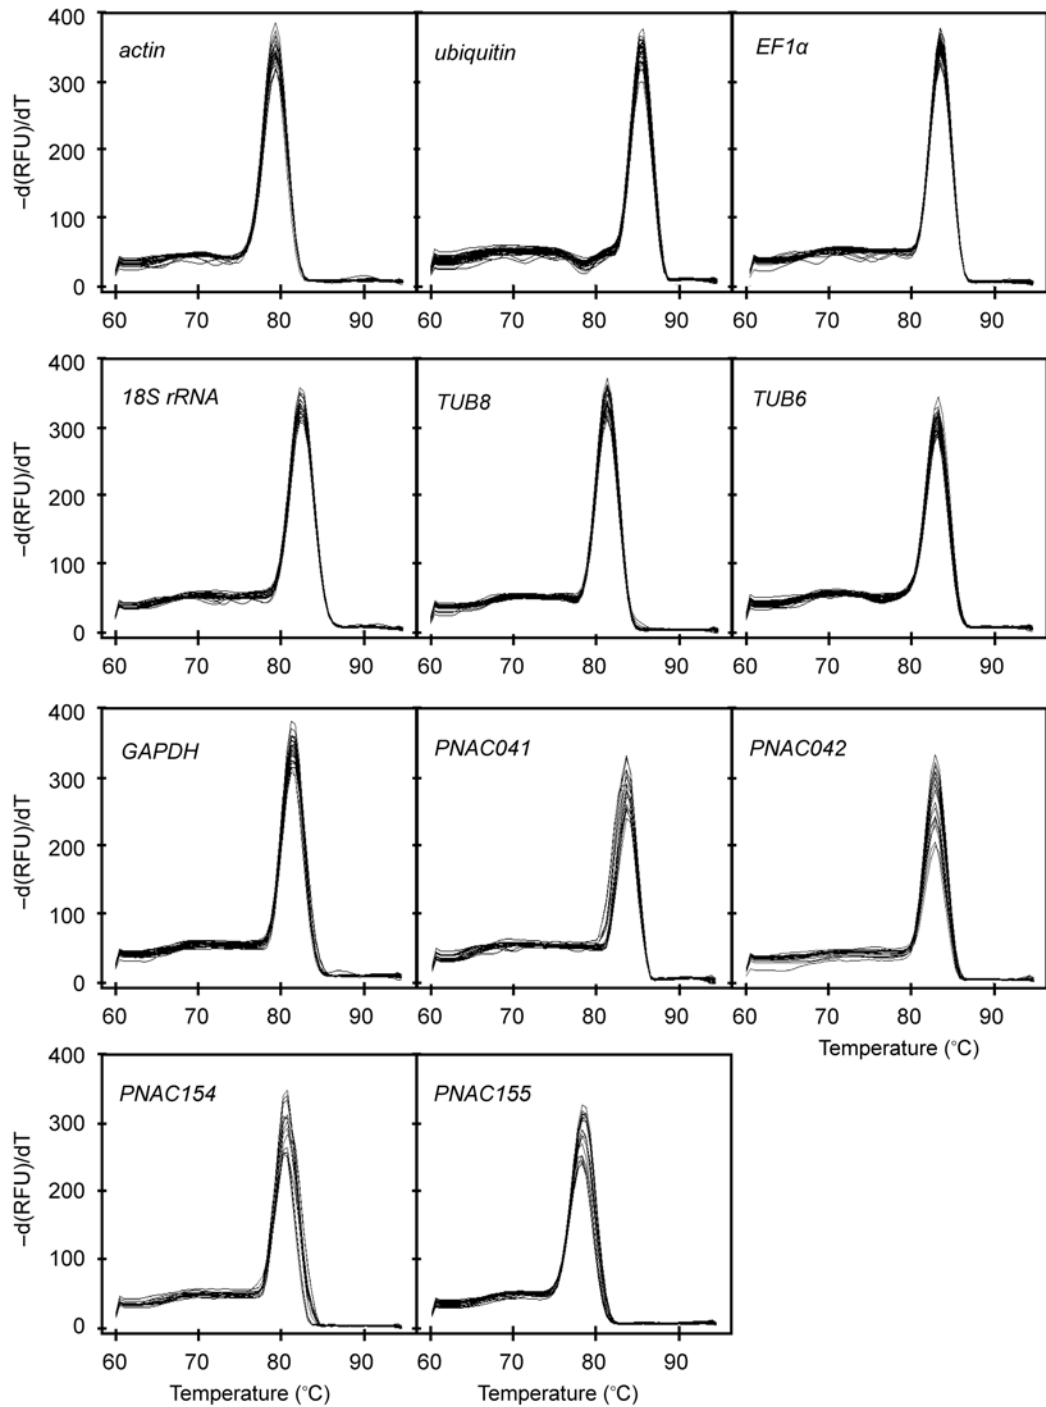 400
300
200
100
0
–d(RFU)/dT
actin
ubiquitin
EF1α
60 70 80 90 60 70 80 90 60 70 80 90
400
300
200
100
0
–d(RFU)/dT
18S rRNA
TUB8
TUB6
60 70 80 90 60 70 80 90 60 70 80 90
400
300
200
100
0
–d(RFU)/dT
GAPDH
PNAC041
PNAC042
60 70 80 90 60 70 80 90 60 70 80 90
Temperature (°C)
400
300
200
100
0
–d(RFU)/dT
PNAC154
PNAC155
60 70 80 90 60 70 80 90
Temperature (°C) Temperature (°C)